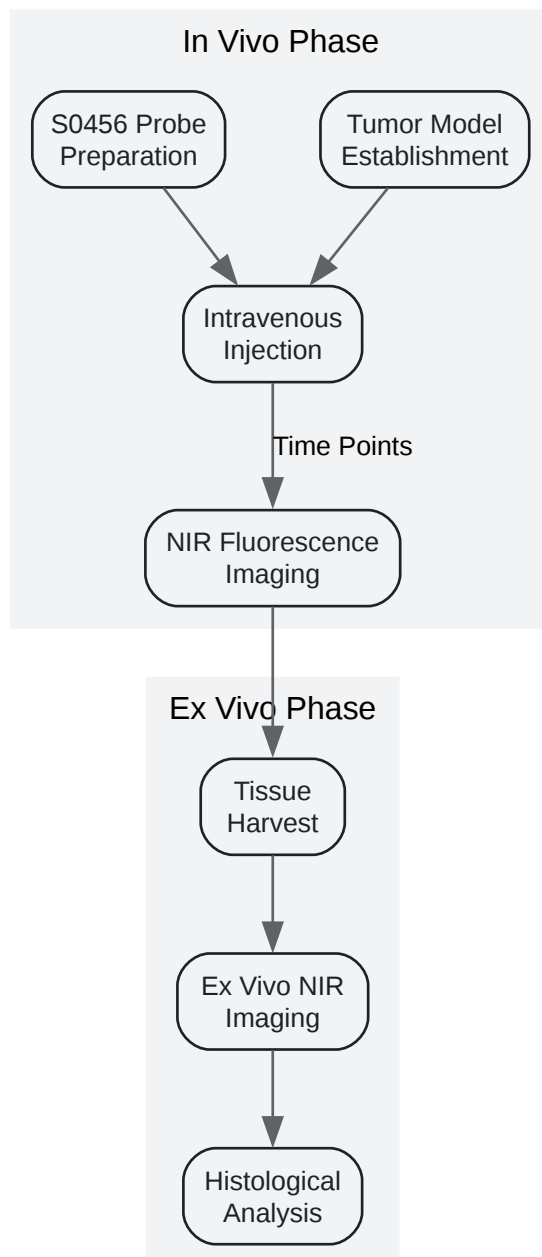 In Vivo Phase
S0456 Probe
Preparation
Tumor Model
Establishment
Intravenous
Injection
Time Points
NIR Fluorescence
Imaging
Ex Vivo Phase
Tissue
Harvest
Ex Vivo NIR
Imaging
Histological
Analysis